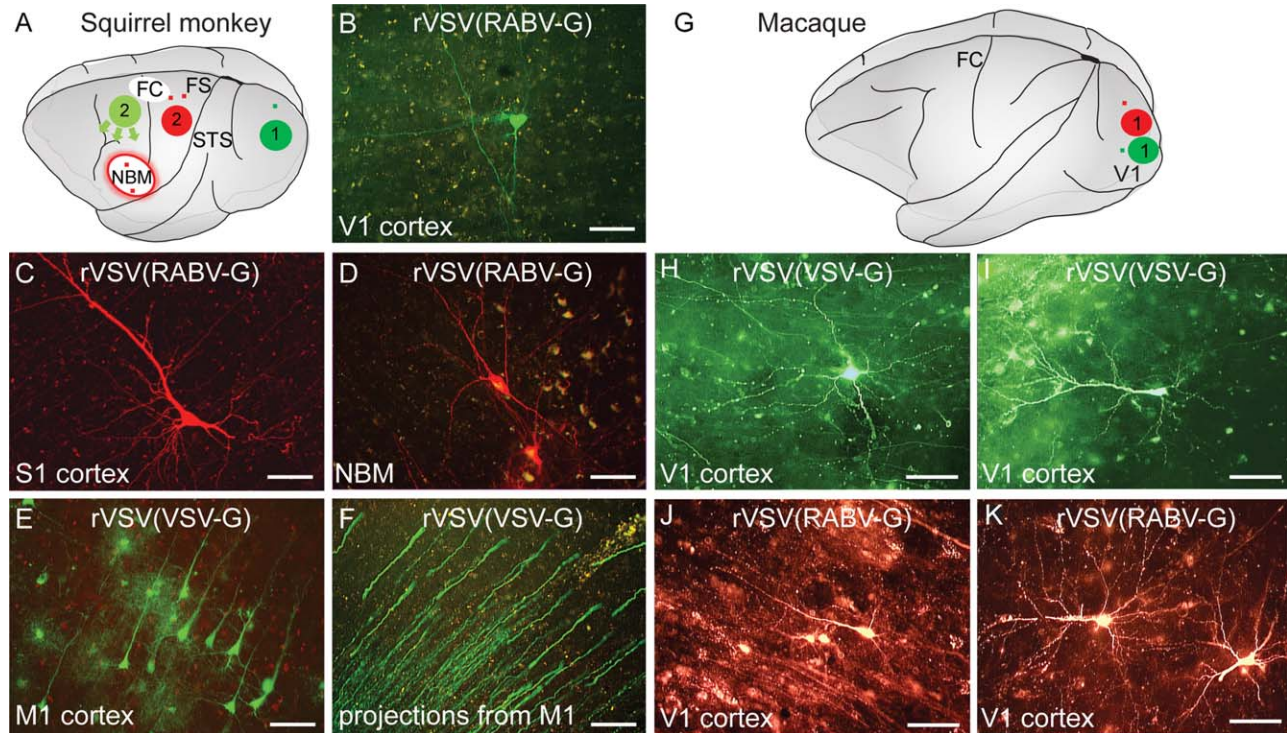 A Squirrel monkey
FC
FS
2
2
STS
1
NBM
B rVSV(RABV-G)
V1 cortex
G Macaque
FC
1
1
V1
C rVSV(RABV-G)
S1 cortex
D rVSV(RABV-G)
NBM
H rVSV(VSV-G)
V1 cortex
I rVSV(VSV-G)
V1 cortex
E rVSV(VSV-G)
M1 cortex
F rVSV(VSV-G)
projections from M1
J rVSV(RABV-G)
V1 cortex
K rVSV(RABV-G)
V1 cortex